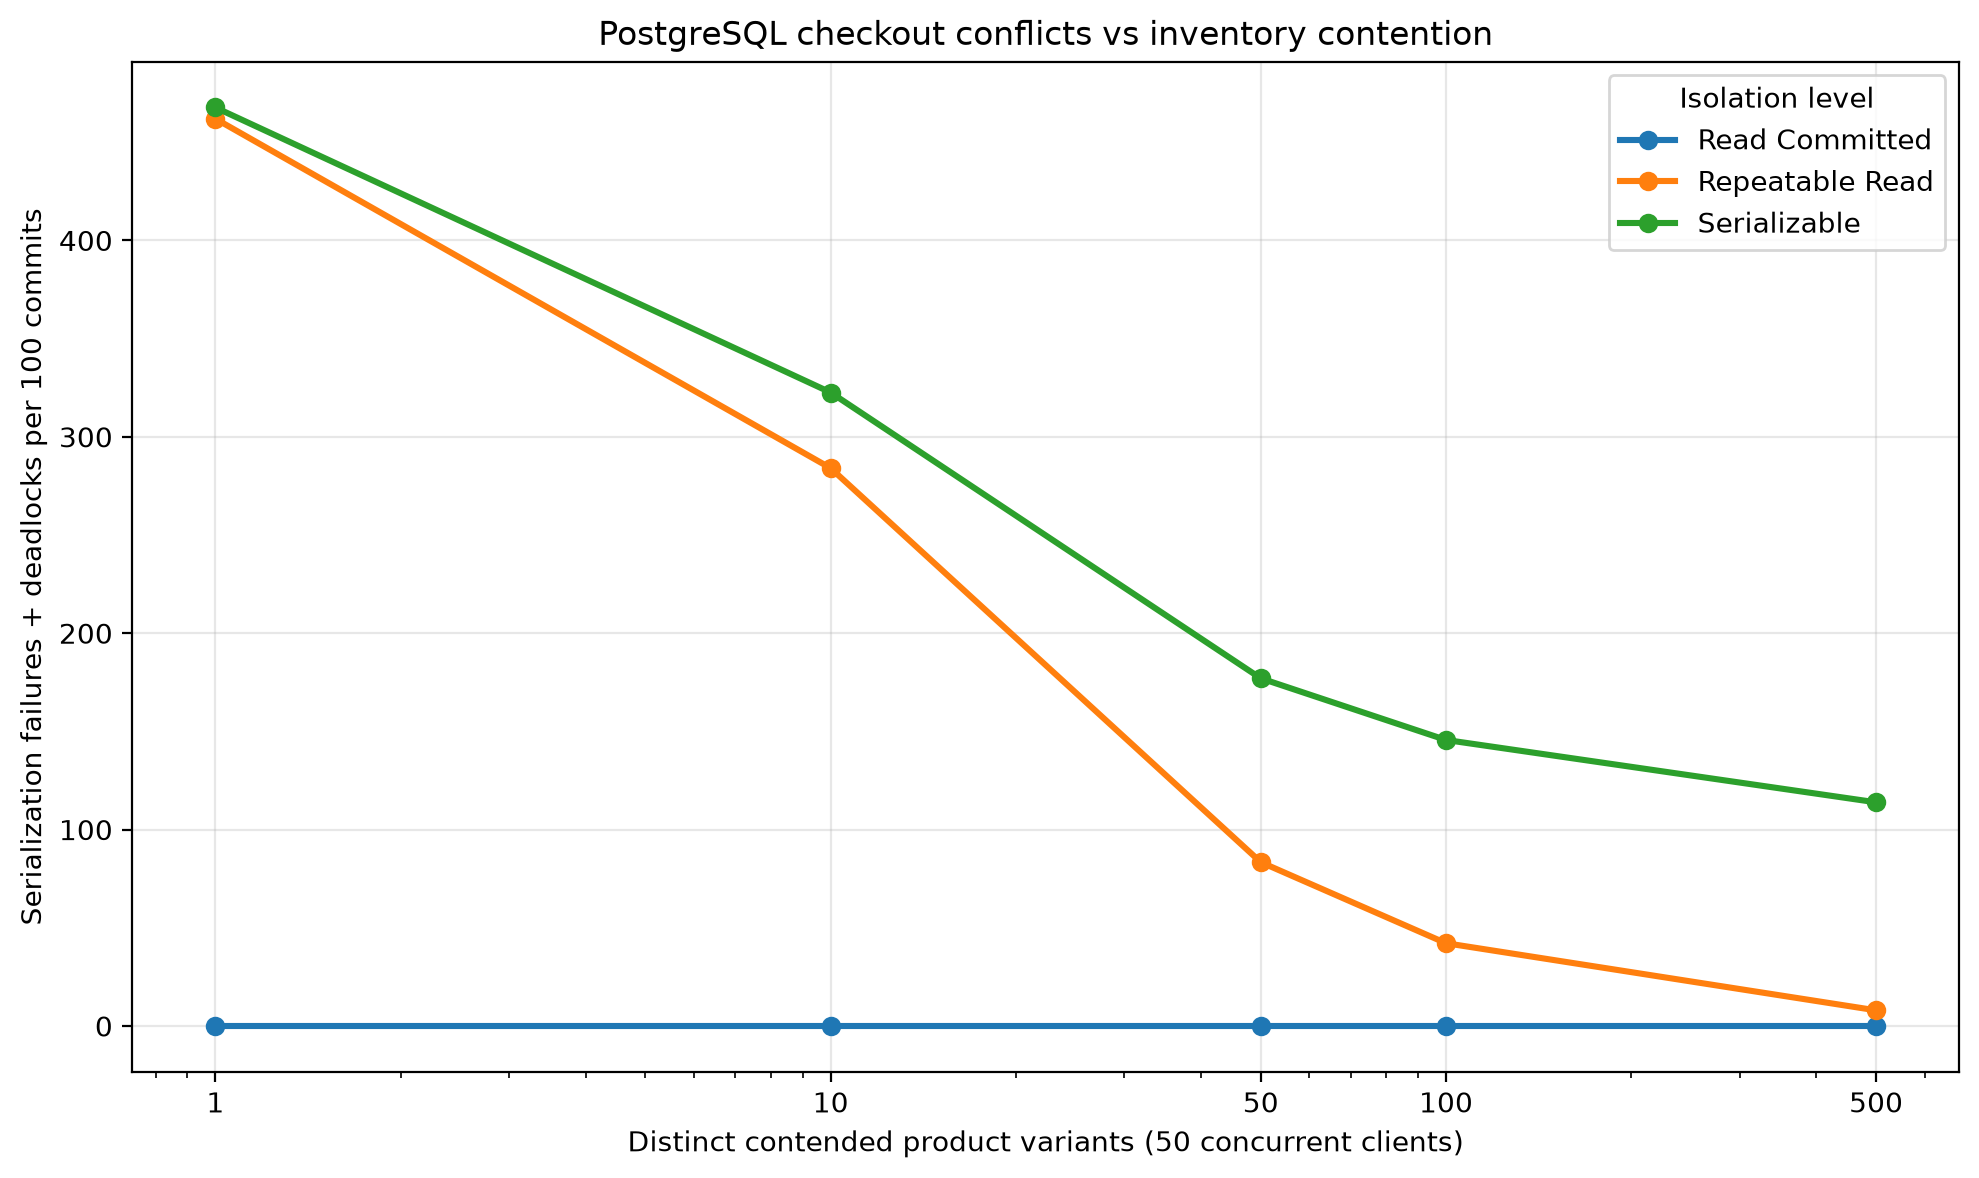 PostgreSQL checkout conflicts vs inventory contention
Isolation level
Read Committed
Repeatable Read
Serializable
Serialization failures + deadlocks per 100 commits
400
300
200
100
0
1 10 50 100 500
Distinct contended product variants (50 concurrent clients)